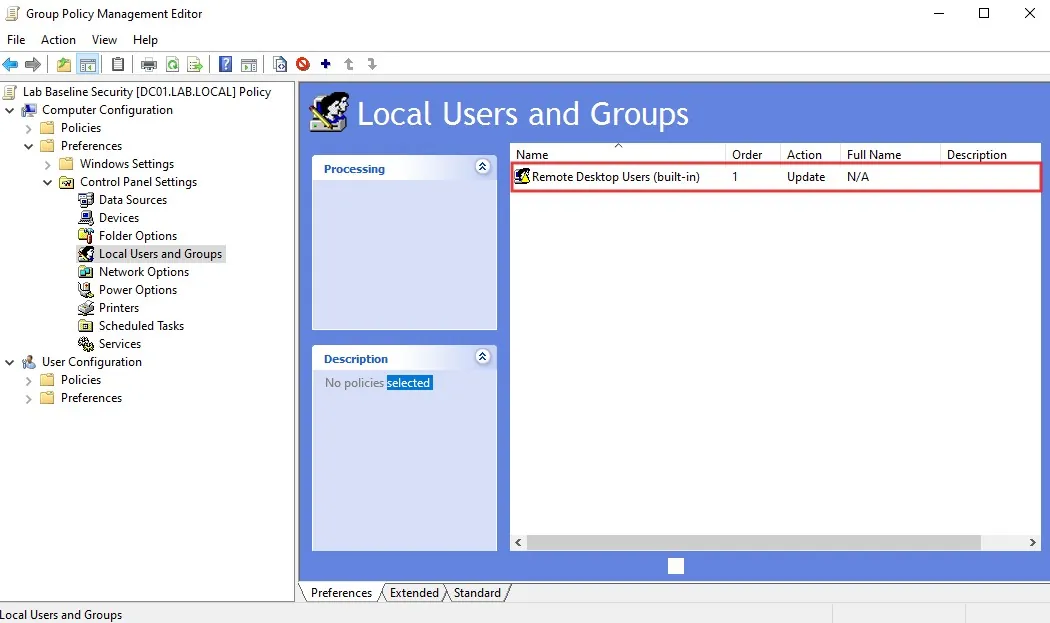 Group Policy Management Editor
File Action View Help
Lab Baseline Security [DC01.LAB.LOCAL] Policy
Computer Configuration
Policies
Preferences
Windows Settings
Control Panel Settings
Data Sources
Devices
Folder Options
Local Users and Groups
Network Options
Power Options
Printers
Scheduled Tasks
Services
User Configuration
Policies
Preferences
Local Users and Groups
Processing
Description
No policies selected
Name Order Action Full Name Description
Remote Desktop Users (built-in) 1 Update N/A
Preferences Extended Standard
Local Users and Groups